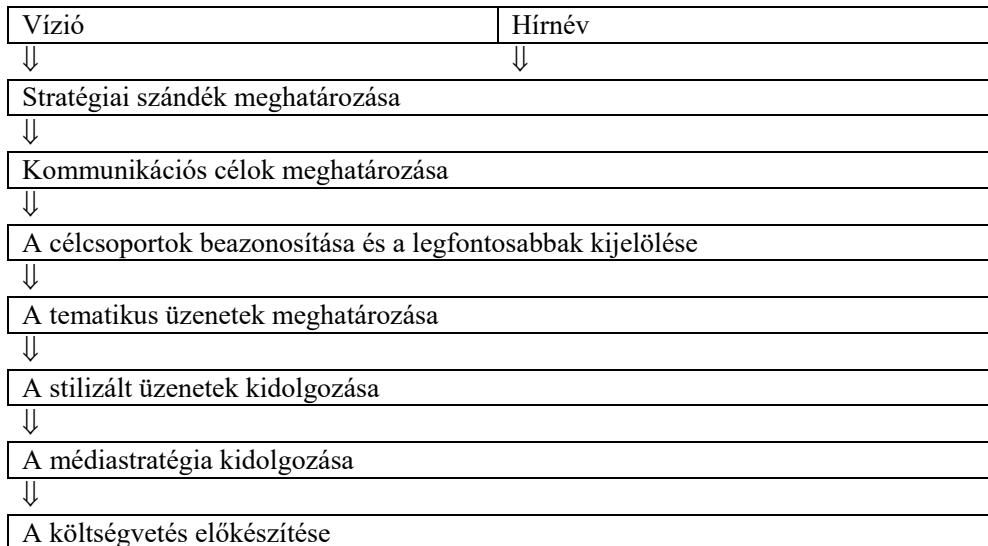 Vízió Hírnév
⇓ ⇓
Stratégiai szándék meghatározása
⇓
Kommunikációs célok meghatározása
⇓
A célcsoportok beazonosítása és a legfontosabbak kijelölése
⇓
A tematikus üzenetek meghatározása
⇓
A stilizált üzenetek kidolgozása
⇓
A médiastratégia kidolgozása
⇓
A költségvetés előkészítése